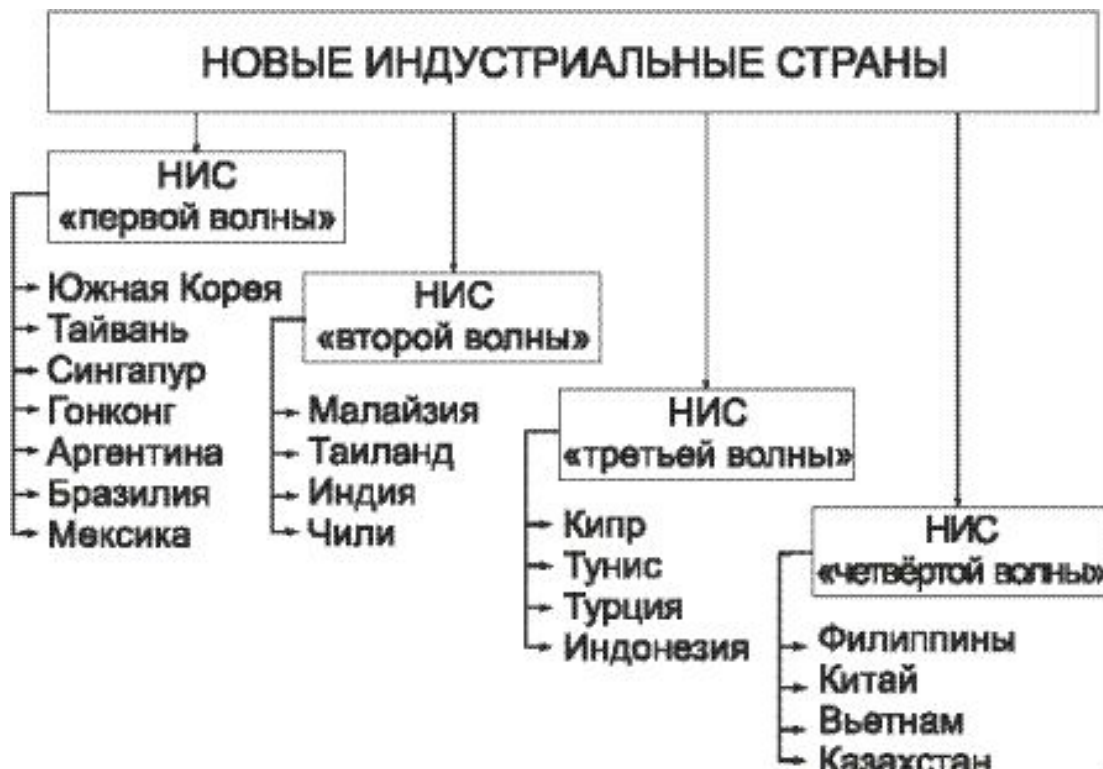 НОВЫЕ ИНДУСТРИАЛЬНЫЕ СТРАНЫ
НИС
«первой волны»
Южная Корея
Тайвань
Сингапур
Гонконг
Аргентина
Бразилия
Мексика
НИС
«второй волны»
Малайзия
Таиланд
Индия
Чили
НИС
«третьей волны»
Кипр
Тунис
Турция
Индонезия
НИС
«четвёртой волны»
Филиппины
Китай
Вьетнам
Казахстан